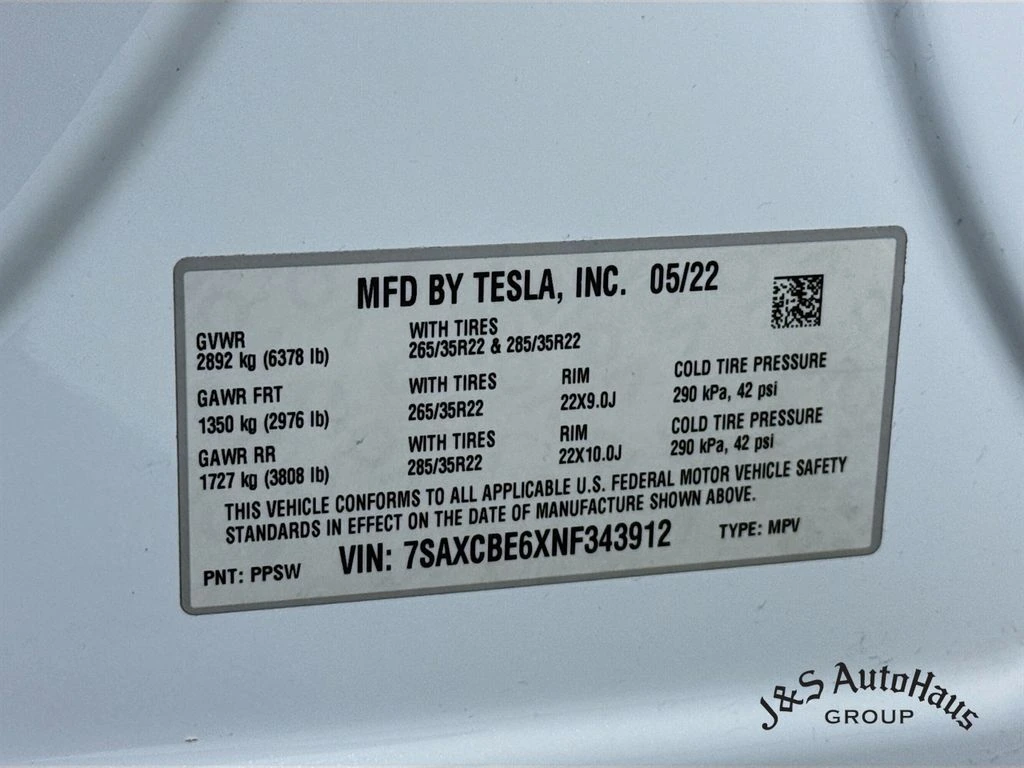 MFD BY TESLA, INC. 05/22
GVWR
2892 kg (6378 lb)
WITH TIRES
265/35R22 & 285/35R22
GAWR FRT
1350 kg (2976 lb)
WITH TIRES
265/35R22
RIM
22X9.0J
COLD TIRE PRESSURE
290 kPa, 42 psi
GAWR RR
1727 kg (3808 lb)
WITH TIRES
285/35R22
RIM
22X10.0J
COLD TIRE PRESSURE
290 kPa, 42 psi
THIS VEHICLE CONFORMS TO ALL APPLICABLE U.S. FEDERAL MOTOR VEHICLE SAFETY
STANDARDS IN EFFECT ON THE DATE OF MANUFACTURE SHOWN ABOVE.
PNT: PPSW VIN: 7SAXCBE6XNF343912 TYPE: MPV
J&S AutoHaus
GROUP